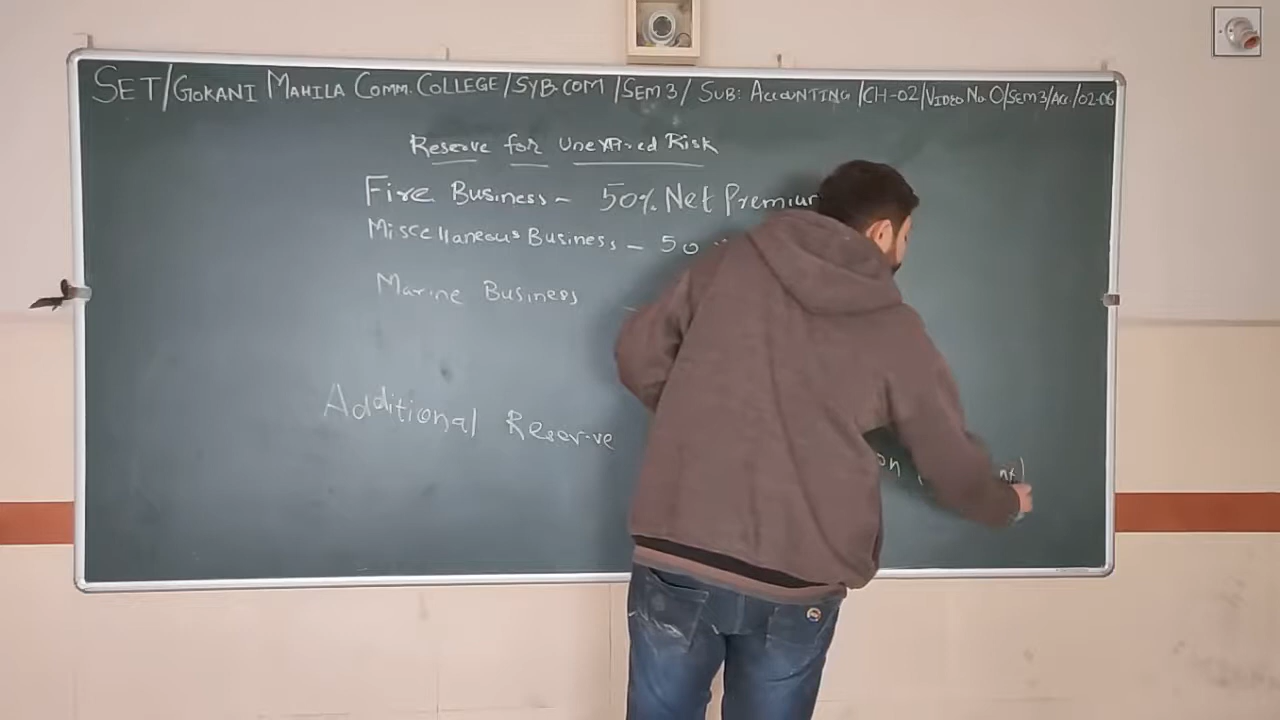 SET/GOKANI MAHILA COMM. COLLEGE/SYB.COM/SEM 3/ SUB: ACCOUNTING/CH-02/VIDEO No. 0/SEM3/Acc./02-06
Reserve for Unexpired Risk
Fire Business - 50% Net Premium
Miscellaneous Business - 50
Marine Business
Additional Reserve